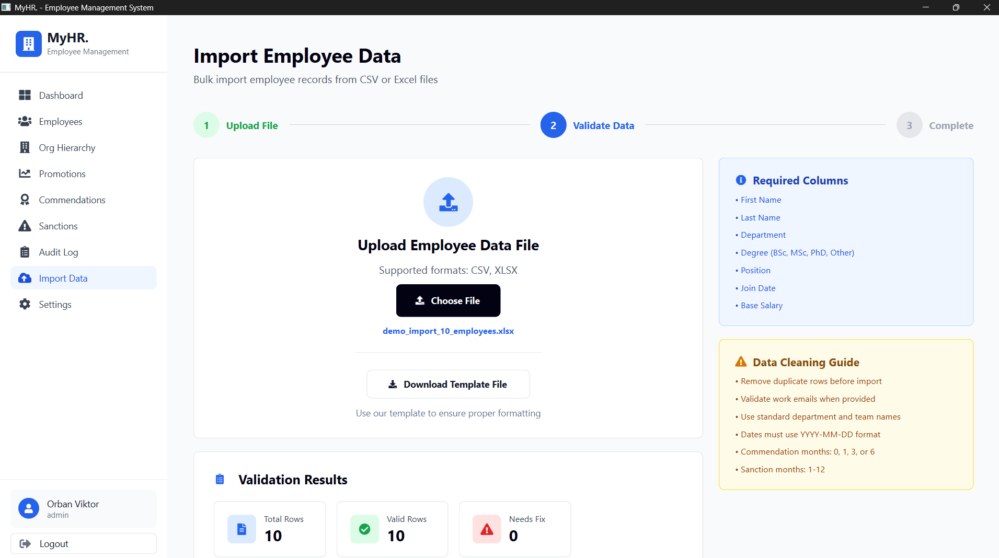 MyHR. - Employee Management System
MyHR.
Employee Management
Dashboard
Employees
Org Hierarchy
Promotions
Commendations
Sanctions
Audit Log
Import Data
Settings
Orban Viktor
admin
Logout
Import Employee Data
Bulk import employee records from CSV or Excel files
1 Upload File
2 Validate Data
3 Complete
Upload Employee Data File
Supported formats: CSV, XLSX
Choose File
demo_import_10_employees.xlsx
Download Template File
Use our template to ensure proper formatting
Validation Results
Total Rows
10
Valid Rows
10
Needs Fix
0
Required Columns
• First Name
• Last Name
• Department
• Degree (BSc, MSc, PhD, Other)
• Position
• Join Date
• Base Salary
Data Cleaning Guide
• Remove duplicate rows before import
• Validate work emails when provided
• Use standard department and team names
• Dates must use YYYY-MM-DD format
• Commendation months: 0, 1, 3, or 6
• Sanction months: 1-12